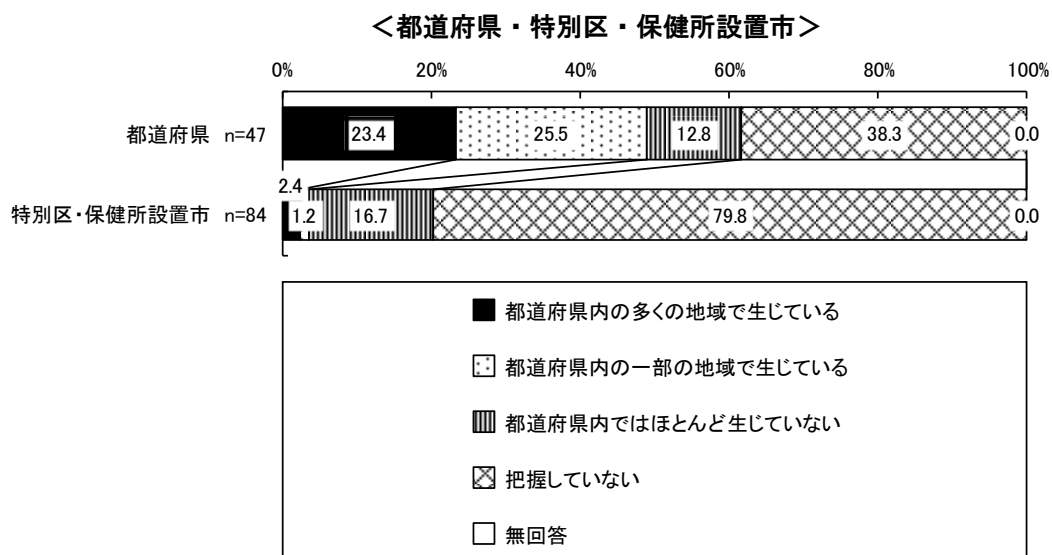 ＜都道府県・特別区・保健所設置市＞
0% 20% 40% 60% 80% 100%
都道府県 n=47 23.4 25.5 12.8 38.3 0.0
2.4
特別区・保健所設置市 n=84 1.2 16.7 79.8 0.0
都道府県内の多くの地域で生じている
都道府県内の一部の地域で生じている
都道府県内ではほとんど生じていない
把握していない
無回答